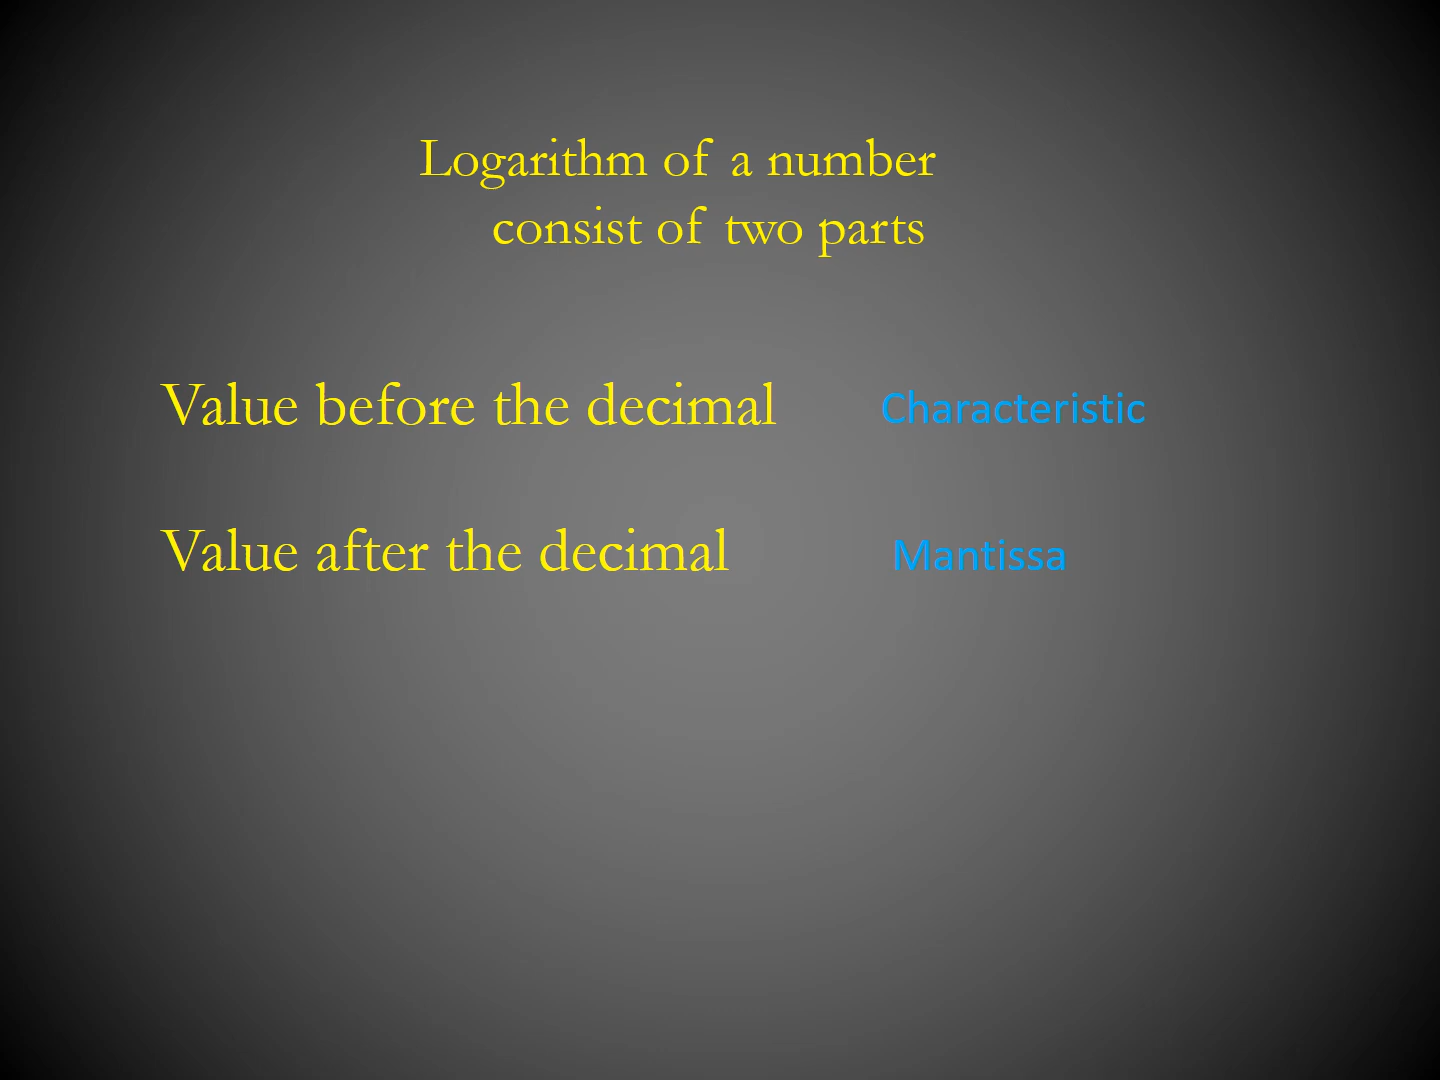 Logarithm of a number
consist of two parts
Value before the decimal Characteristic
Value after the decimal Mantissa